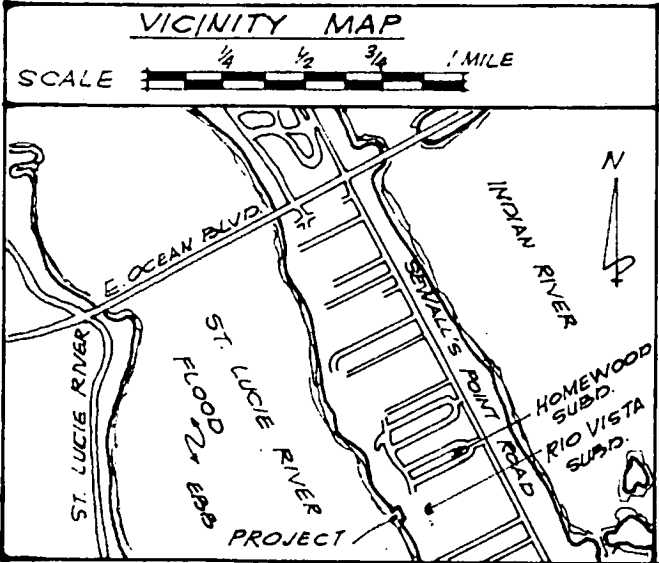 VICINITY MAP
SCALE
1/4 1/2 3/4 1 MILE
N
INDIAN RIVER
E. OCEAN BLVD.
SEWALL'S POINT ROAD
ST. LUCIE RIVER
ST. LUCIE RIVER
FLOOD
EBB
HOMEWOOD
SUBD.
RIO VISTA
SUBD.
PROJECT